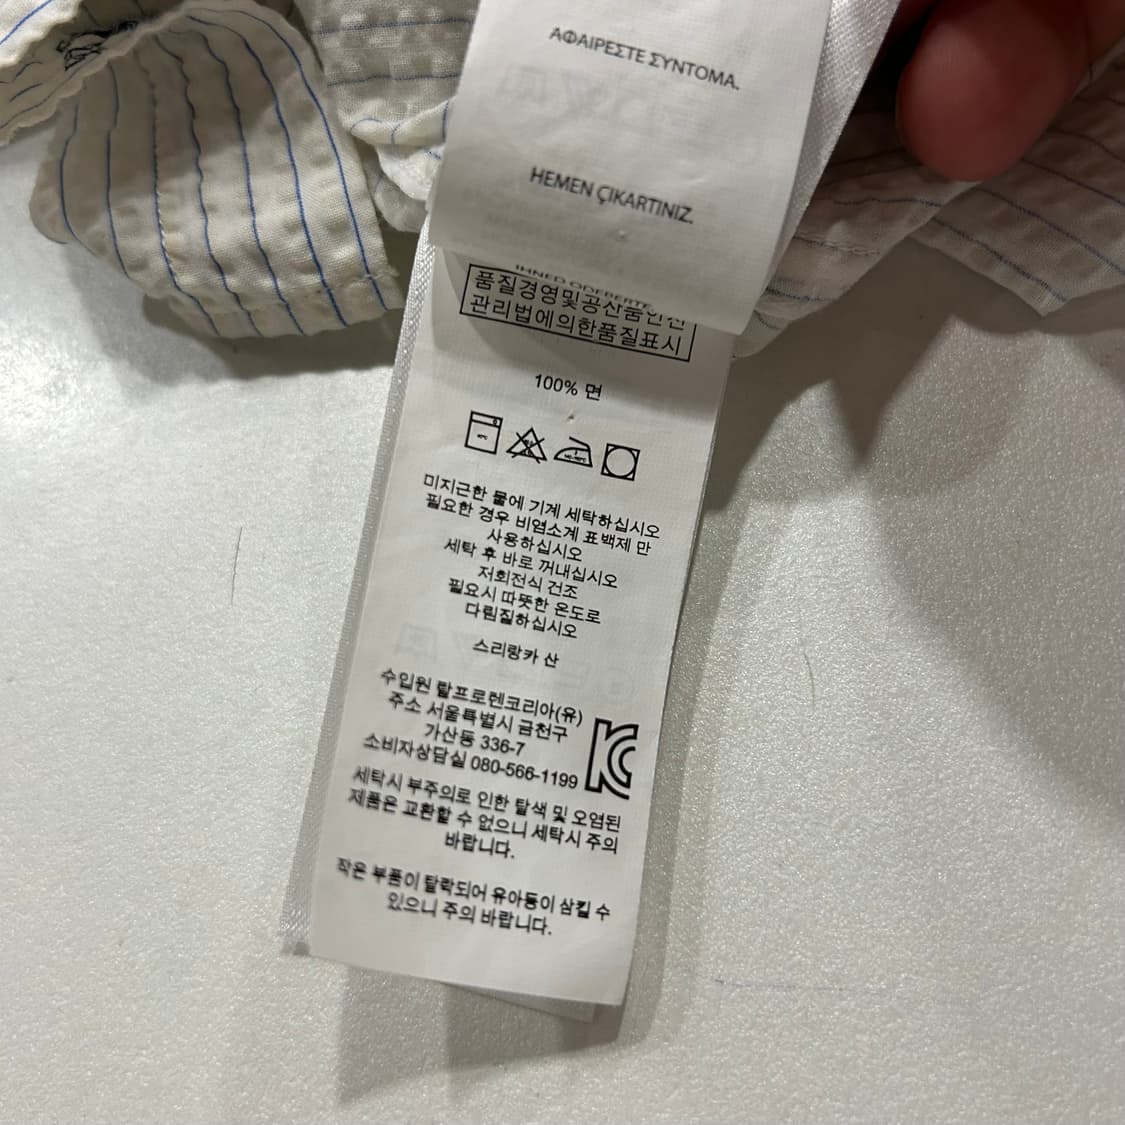 ΑΦΑΙΡΕΣΤΕ ΣΥΝΤΟΜΑ.
HEMEN ÇIKARTINIZ.
IHNED ODEBERTE
품질경영및공산품안전
관리법에의한품질표시
100% 면
미지근한 물에 기계 세탁하십시오
필요한 경우 비염소계 표백제 만
사용하십시오
세탁 후 바로 꺼내십시오
저회전식 건조
필요시 따뜻한 온도로
다림질하십시오
스리랑카 산
수입원 랄프로렌코리아(유)
주소 서울특별시 금천구
가산동 336-7
소비자상담실 080-566-1199
세탁시 부주의로 인한 탈색 및 오염된
제품은 교환할 수 없으니 세탁시 주의
바랍니다.
작은 부품이 탈락되어 유아등이 삼킬 수
있으니 주의 바랍니다.